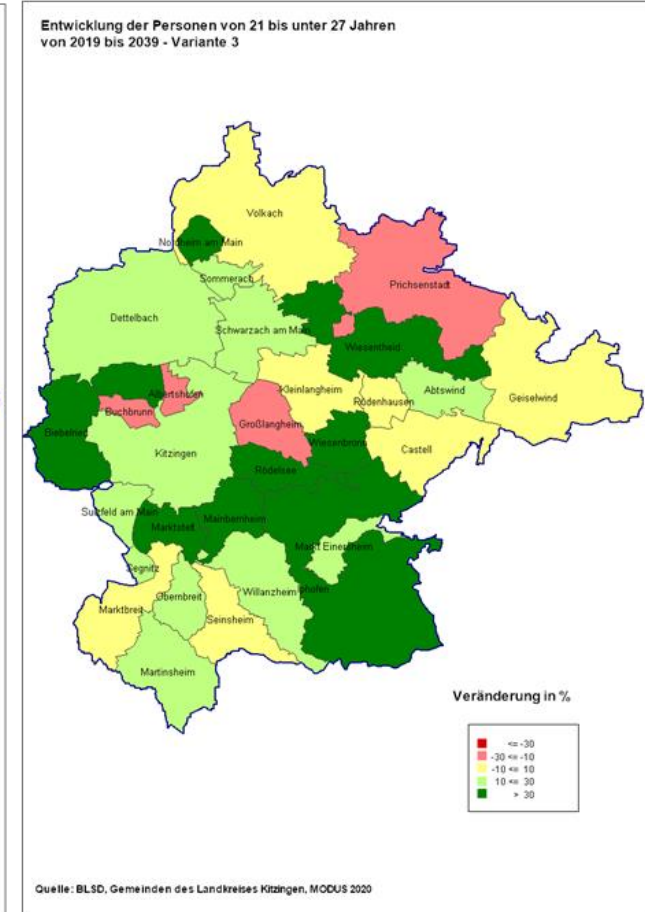 Entwicklung der Personen von 21 bis unter 27 Jahren
von 2019 bis 2039 - Variante 3
Volkach
Nordheim am Main
Sommerach
Prichsenstadt
Dettelbach
Schwarzach am Main
Wiesentheid
Kleinlangheim
Abtswind
Geiselwind
Rödenhausen
Albertshofen
Buchbrunn
Großlangheim
Biebelried
Kitzingen
Wiesenbronn
Castell
Rödelsee
Sulzfeld am Main
Mainbernheim
Marktsteft
Markt Einersheim
Segnitz
Willanzheim
Iphofen
Obernbreit
Marktbreit
Seinsheim
Martinsheim
Veränderung in %
<= -30
-30 <= -10
-10 <= 10
10 <= 30
> 30
Quelle: BLSD, Gemeinden des Landkreises Kitzingen, MODUS 2020